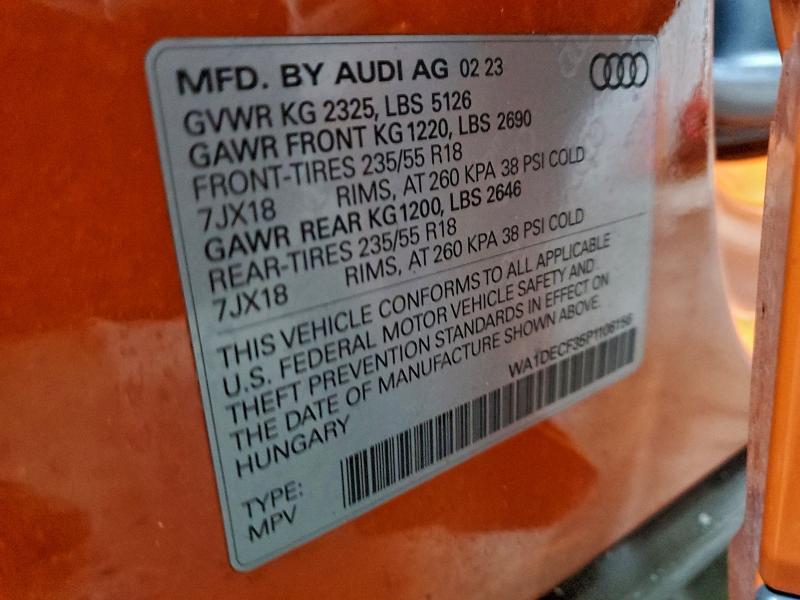 MFD. BY AUDI AG 02 23
GVWR KG 2325, LBS 5126
GAWR FRONT KG 1220, LBS 2690
FRONT-TIRES 235/55 R18
7JX18 RIMS, AT 260 KPA 38 PSI COLD
GAWR REAR KG 1200, LBS 2646
REAR-TIRES 235/55 R18
7JX18 RIMS, AT 260 KPA 38 PSI COLD
THIS VEHICLE CONFORMS TO ALL APPLICABLE
U.S. FEDERAL MOTOR VEHICLE SAFETY AND
THEFT PREVENTION STANDARDS IN EFFECT ON
THE DATE OF MANUFACTURE SHOWN ABOVE.
HUNGARY
TYPE:
MPV